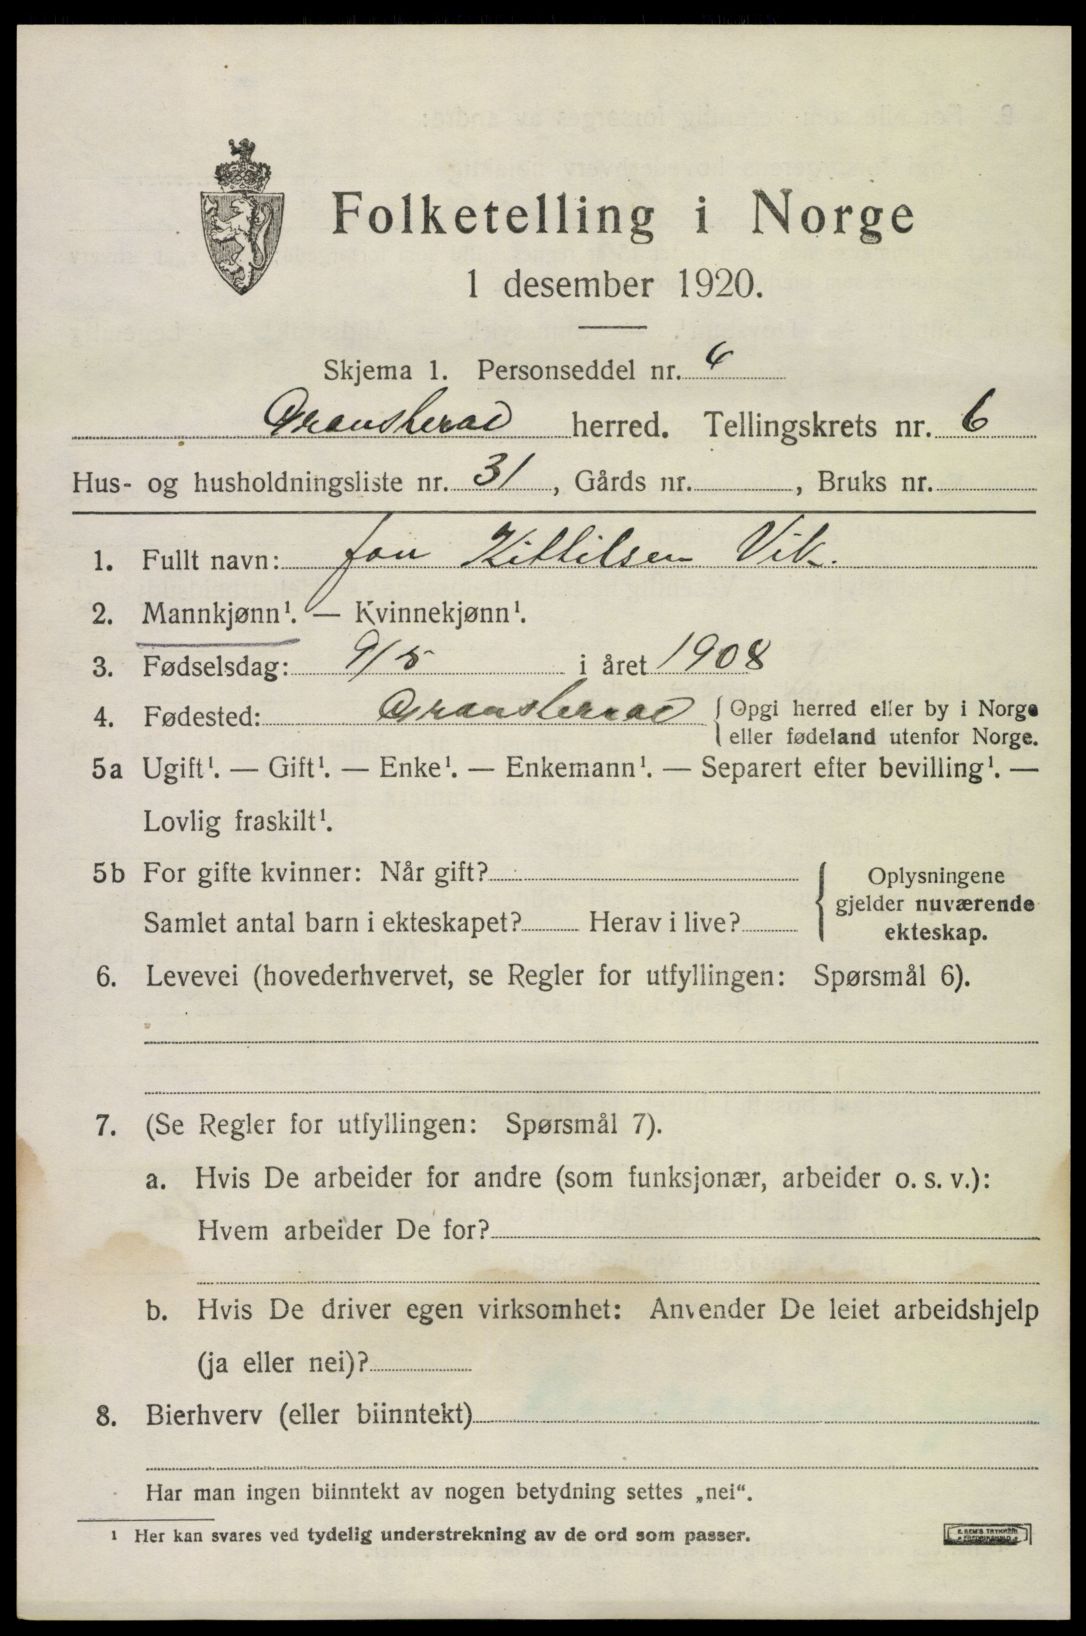 Folketelling i Norge
1 desember 1920.
Skjema 1. Personseddel nr. 4
Gransherad herred. Tellingskrets nr. 6
Hus- og husholdningsliste nr. 31, Gårds nr. , Bruks nr.
1. Fullt navn: Jon Kittilsen Vik.
2. Mannkjønn¹. — Kvinnekjønn¹.
3. Fødselsdag: 9/5 i året 1908
4. Fødested: Gransherad { Opgi herred eller by i Norge
eller fødeland utenfor Norge.
5a Ugift¹. — Gift¹. — Enke¹. — Enkemann¹. — Separert efter bevilling¹. —
Lovlig fraskilt¹.
5b For gifte kvinner: Når gift?
Samlet antal barn i ekteskapet? Herav i live?
Oplysningene
gjelder nuværende
ekteskap.
6. Levevei (hovederhvervet, se Regler for utfyllingen: Spørsmål 6).
7. (Se Regler for utfyllingen: Spørsmål 7).
a. Hvis De arbeider for andre (som funksjonær, arbeider o. s. v.):
Hvem arbeider De for?
b. Hvis De driver egen virksomhet: Anvender De leiet arbeidshjelp
(ja eller nei)?
8. Bierhverv (eller biinntekt)
Har man ingen biinntekt av nogen betydning settes „nei“.
¹ Her kan svares ved tydelig understrekning av de ord som passer.